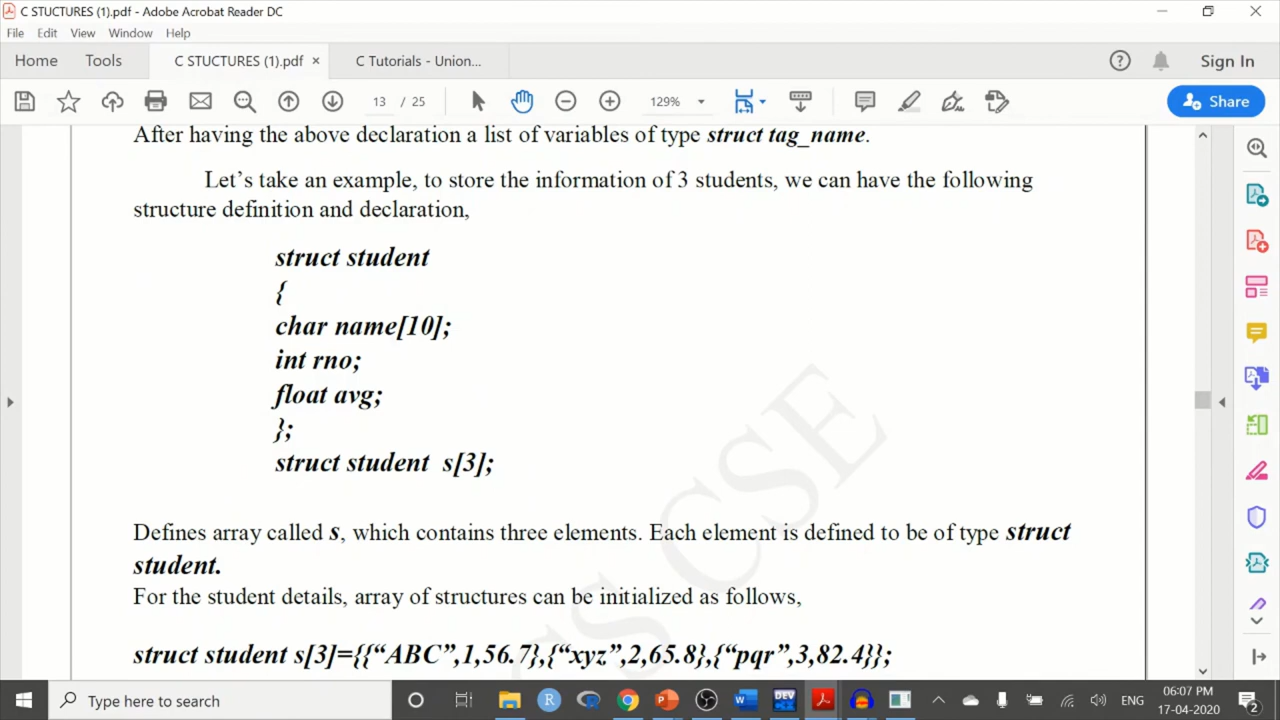 C STUCTURES (1).pdf - Adobe Acrobat Reader DC
File Edit View Window Help
Home Tools C STUCTURES (1).pdf × C Tutorials - Union... Sign In
13 / 25 129% Share
After having the above declaration a list of variables of type struct tag_name.
Let’s take an example, to store the information of 3 students, we can have the following
structure definition and declaration,
struct student
{
char name[10];
int rno;
float avg;
};
struct student s[3];
Defines array called s, which contains three elements. Each element is defined to be of type struct
student.
For the student details, array of structures can be initialized as follows,
struct student s[3]={{“ABC”,1,56.7},{“xyz”,2,65.8},{“pqr”,3,82.4}};
S CSE
Type here to search
R
W
DEV
ENG
06:07 PM
17-04-2020
2